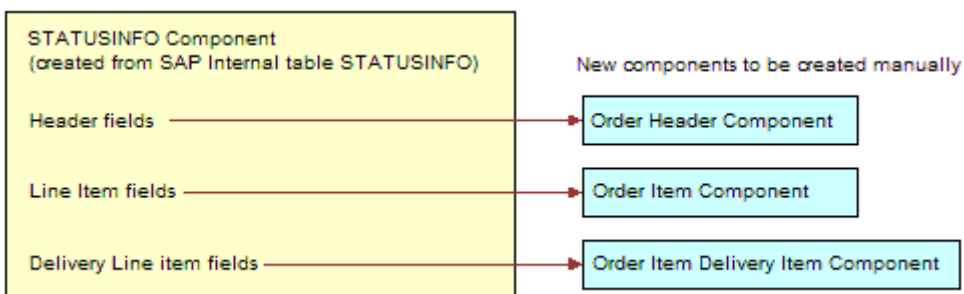 STATUSINFO Component
(created from SAP Internal table STATUSINFO)
New components to be created manually
Header fields
Order Header Component
Line Item fields
Order Item Component
Delivery Line item fields
Order Item Delivery Item Component